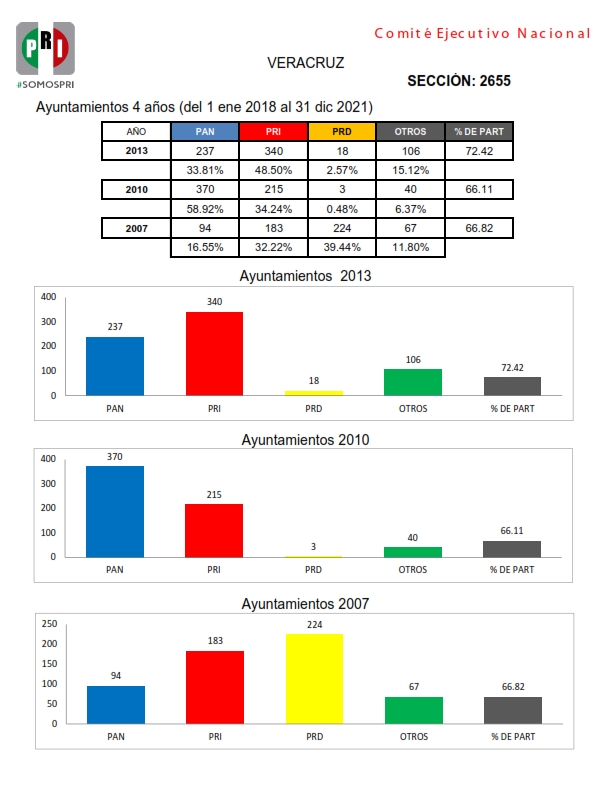 Comité Ejecutivo Nacional
PRI
#SOMOSPRI
VERACRUZ
SECCIÓN: 2655
Ayuntamientos 4 años (del 1 ene 2018 al 31 dic 2021)
AÑO PAN PRI PRD OTROS % DE PART
2013 237 340 18 106 72.42
33.81% 48.50% 2.57% 15.12%
2010 370 215 3 40 66.11
58.92% 34.24% 0.48% 6.37%
2007 94 183 224 67 66.82
16.55% 32.22% 39.44% 11.80%
Ayuntamientos 2013
400
300
200
100
0
237
340
18
106
72.42
PAN PRI PRD OTROS % DE PART
Ayuntamientos 2010
400
300
200
100
0
370
215
3
40
66.11
PAN PRI PRD OTROS % DE PART
Ayuntamientos 2007
250
200
150
100
50
0
94
183
224
67
66.82
PAN PRI PRD OTROS % DE PART